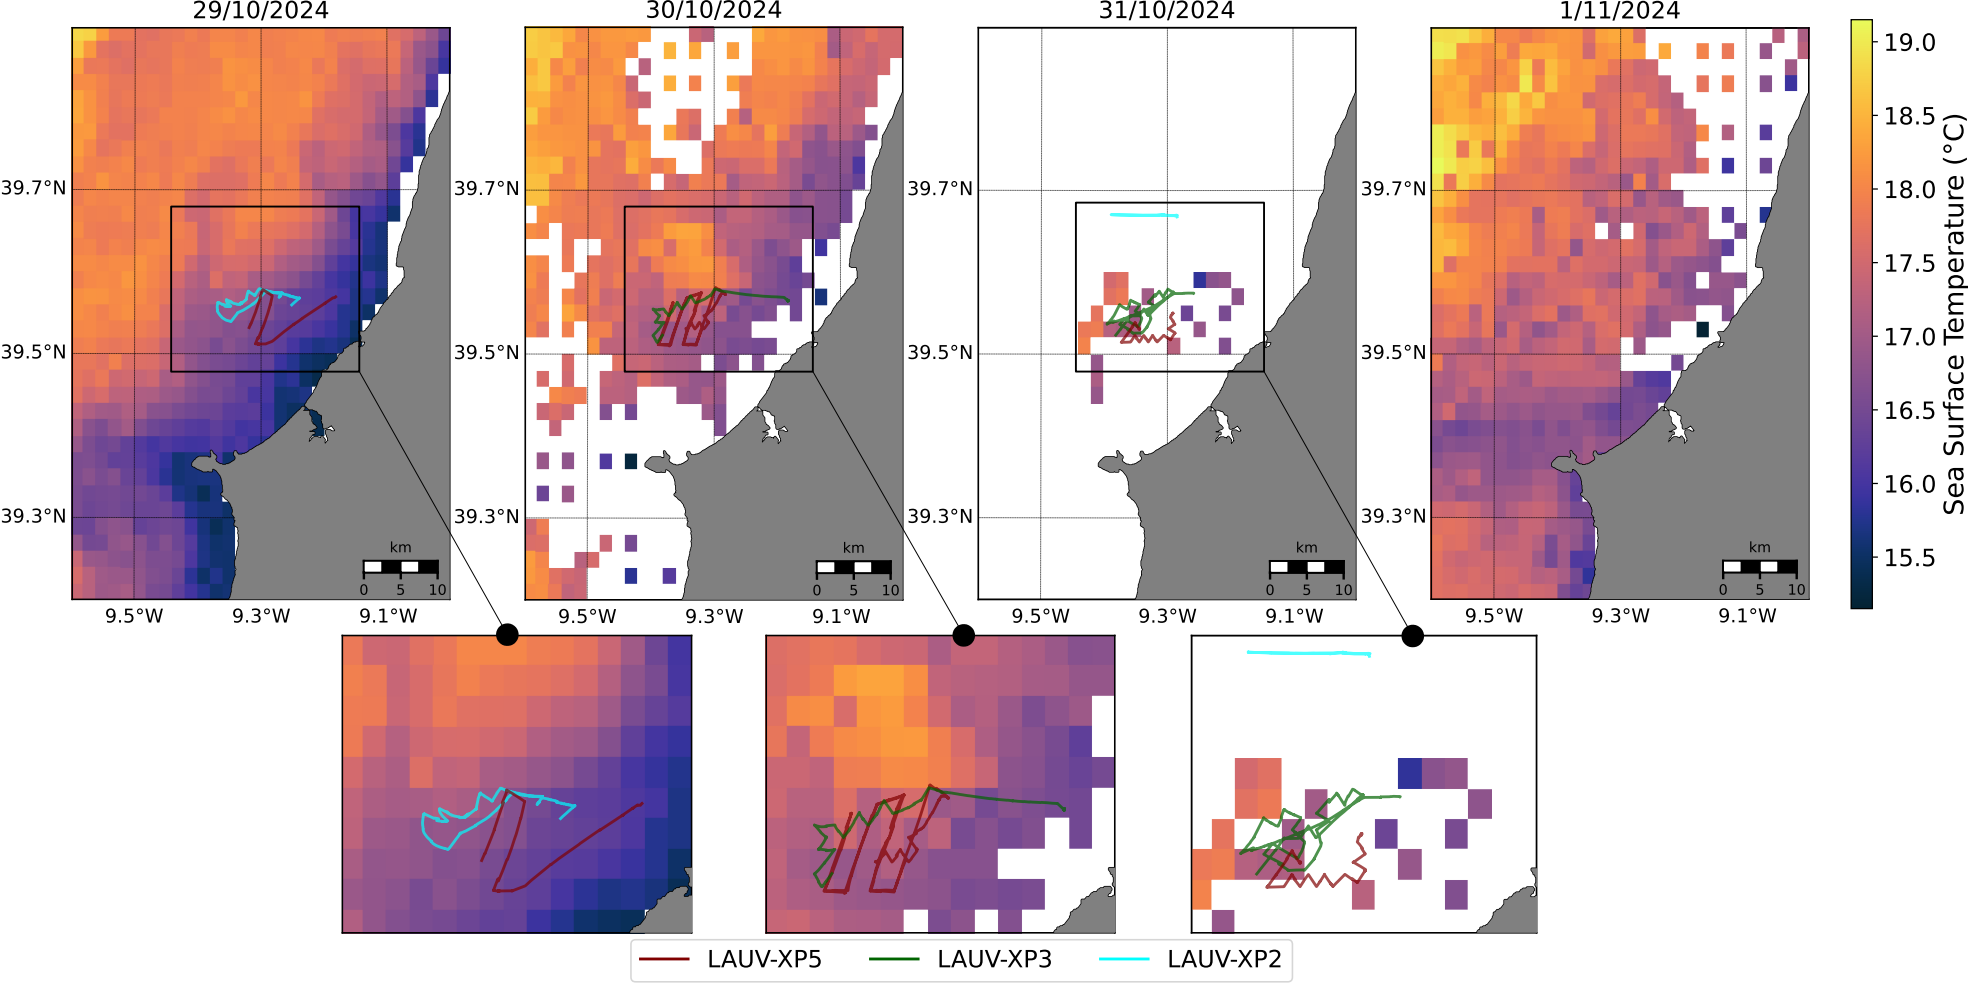 29/10/2024 30/10/2024 31/10/2024 1/11/2024
39.7°N 39.7°N 39.7°N 39.7°N
39.5°N 39.5°N 39.5°N 39.5°N
39.3°N 39.3°N 39.3°N 39.3°N
km km km km
0 5 10 0 5 10 0 5 10 0 5 10
9.5°W 9.3°W 9.1°W 9.5°W 9.3°W 9.1°W 9.5°W 9.3°W 9.1°W 9.5°W 9.3°W 9.1°W
19.0
18.5
18.0
17.5
17.0
16.5
16.0
15.5
Sea Surface Temperature (°C)
LAUV-XP5 LAUV-XP3 LAUV-XP2